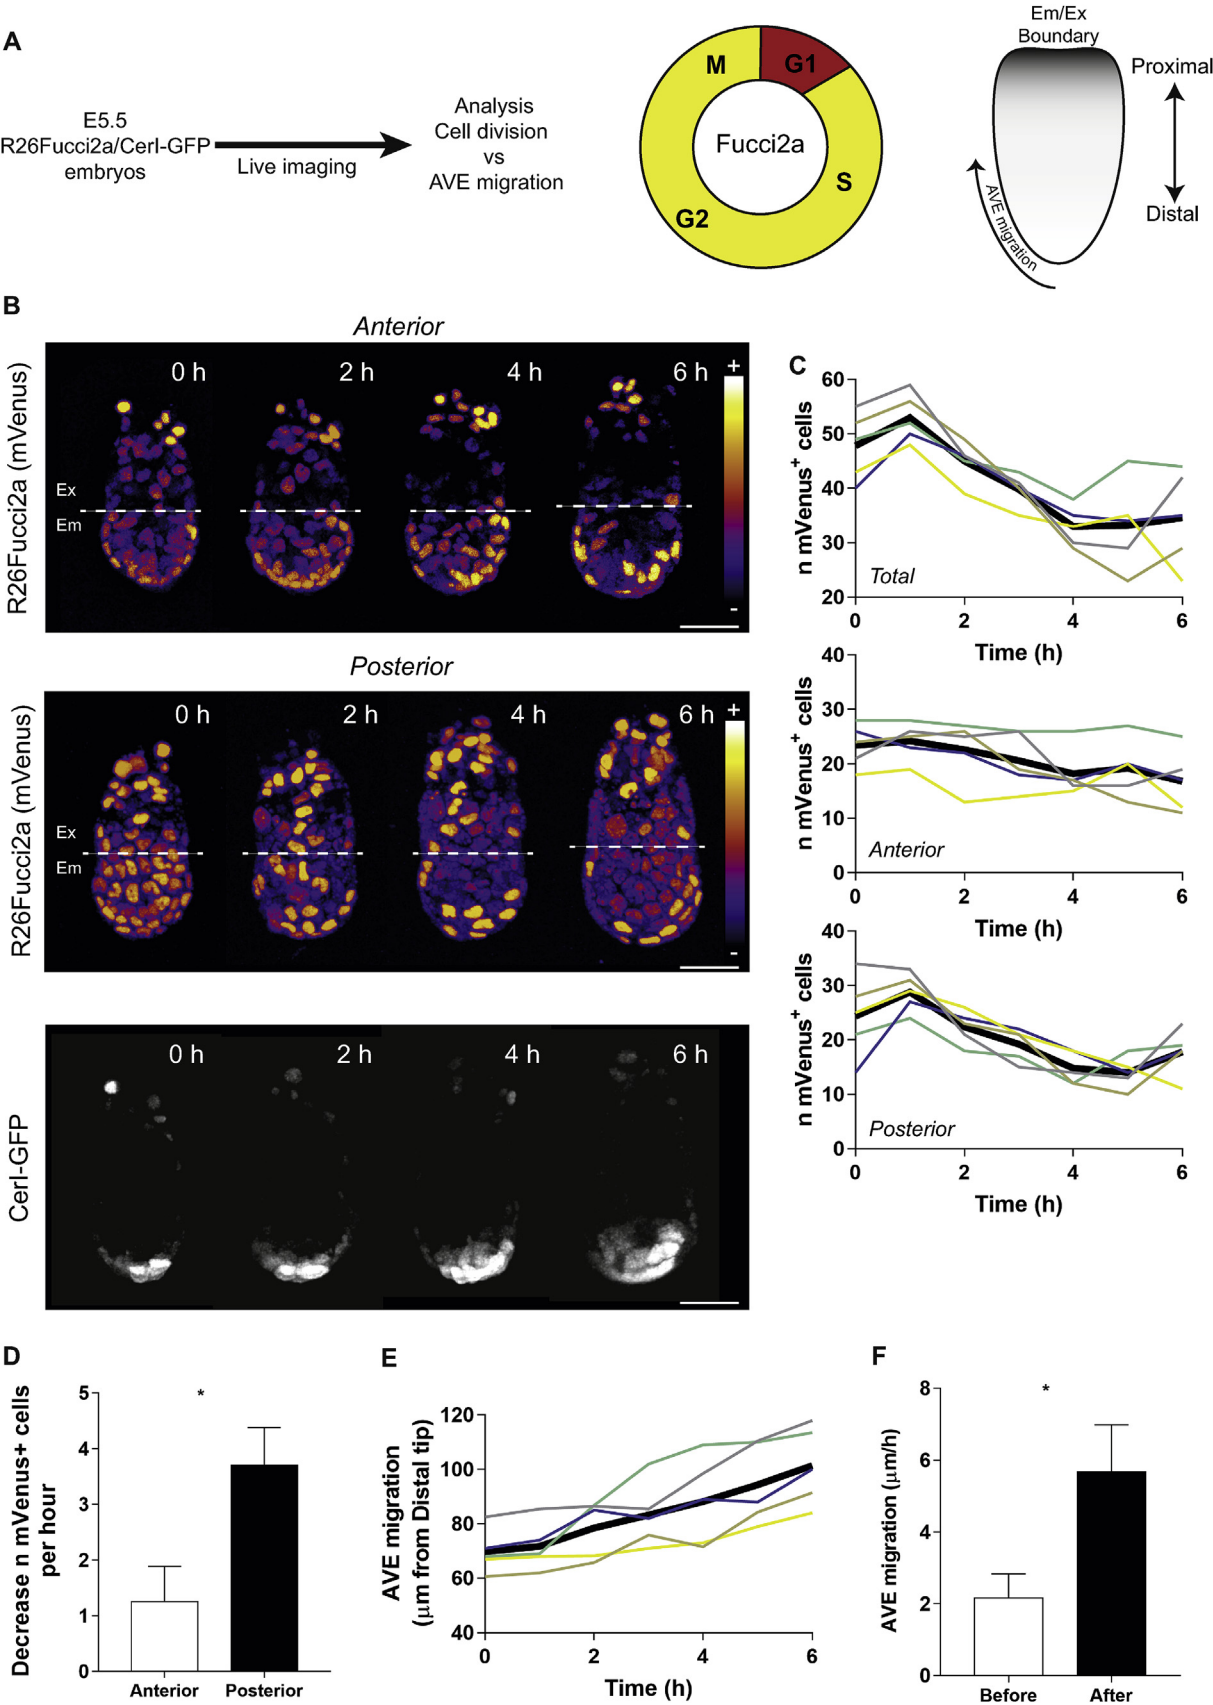 A
E5.5
R26Fucci2a/Cerl-GFP
embryos
Live imaging
Analysis
Cell division
vs
AVE migration
M
G1
Fucci2a
S
G2
Em/Ex
Boundary
Proximal
Distal
AVE migration
B
Anterior
R26Fucci2a (mVenus)
0 h
2 h
4 h
6 h
+
Ex
Em
-
Posterior
R26Fucci2a (mVenus)
0 h
2 h
4 h
6 h
+
Ex
Em
-
Cerl-GFP
0 h
2 h
4 h
6 h
C
n mVenus+ cells
60
50
40
30
20
Total
0
2
4
6
Time (h)
n mVenus+ cells
40
30
20
10
0
Anterior
0
2
4
6
Time (h)
n mVenus+ cells
40
30
20
10
0
Posterior
0
2
4
6
Time (h)
D
Decrease n mVenus+ cells
per hour
5
4
3
2
1
0
*
Anterior
Posterior
E
AVE migration
(μm from Distal tip)
120
100
80
60
40
0
2
4
6
Time (h)
F
AVE migration (μm/h)
8
6
4
2
0
*
Before
After